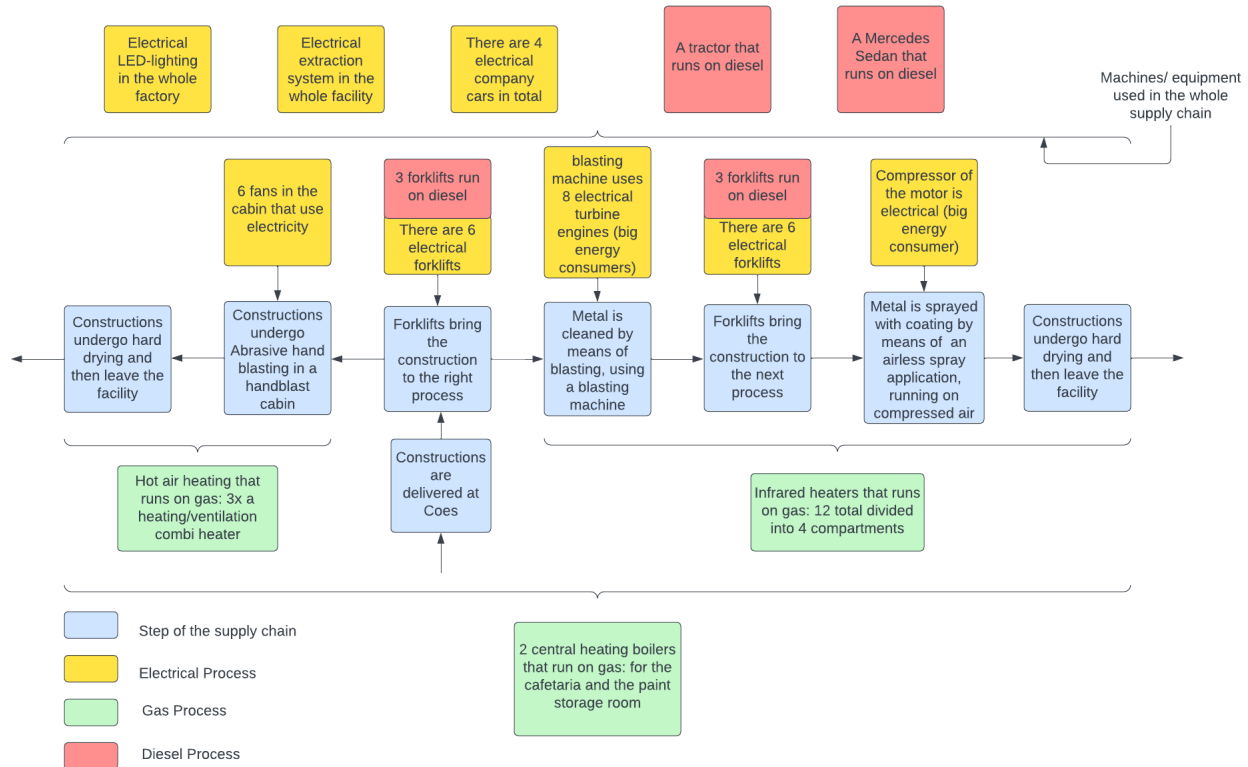 Electrical
LED-lighting
in the whole
factory
Electrical
extraction
system in the
whole facility
There are 4
electrical
company
cars in total
A tractor that
runs on diesel
A Mercedes
Sedan that
runs on diesel
Machines/ equipment
used in the whole
supply chain
6 fans in the
cabin that use
electricity
3 forklifts run
on diesel
There are 6
electrical
forklifts
blasting
machine uses
8 electrical
turbine
engines (big
energy
consumers)
3 forklifts run
on diesel
There are 6
electrical
forklifts
Compressor of
the motor is
electrical (big
energy
consumer)
Constructions
undergo hard
drying and
then leave the
facility
Constructions
undergo
Abrasive hand
blasting in a
handblast
cabin
Forklifts bring
the
construction
to the right
process
Metal is
cleaned by
means of
blasting, using
a blasting
machine
Forklifts bring
the
construction to
the next
process
Metal is sprayed
with coating by
means of  an
airless spray
application,
running on
compressed air
Constructions
undergo hard
drying and
then leave the
facility
Hot air heating that
runs on gas: 3x a
heating/ventilation
combi heater
Constructions
are
delivered at
Coes
Infrared heaters that runs
on gas: 12 total divided
into 4 compartments
2 central heating boilers
that run on gas: for the
cafetaria and the paint
storage room
Step of the supply chain
Electrical Process
Gas Process
Diesel Process